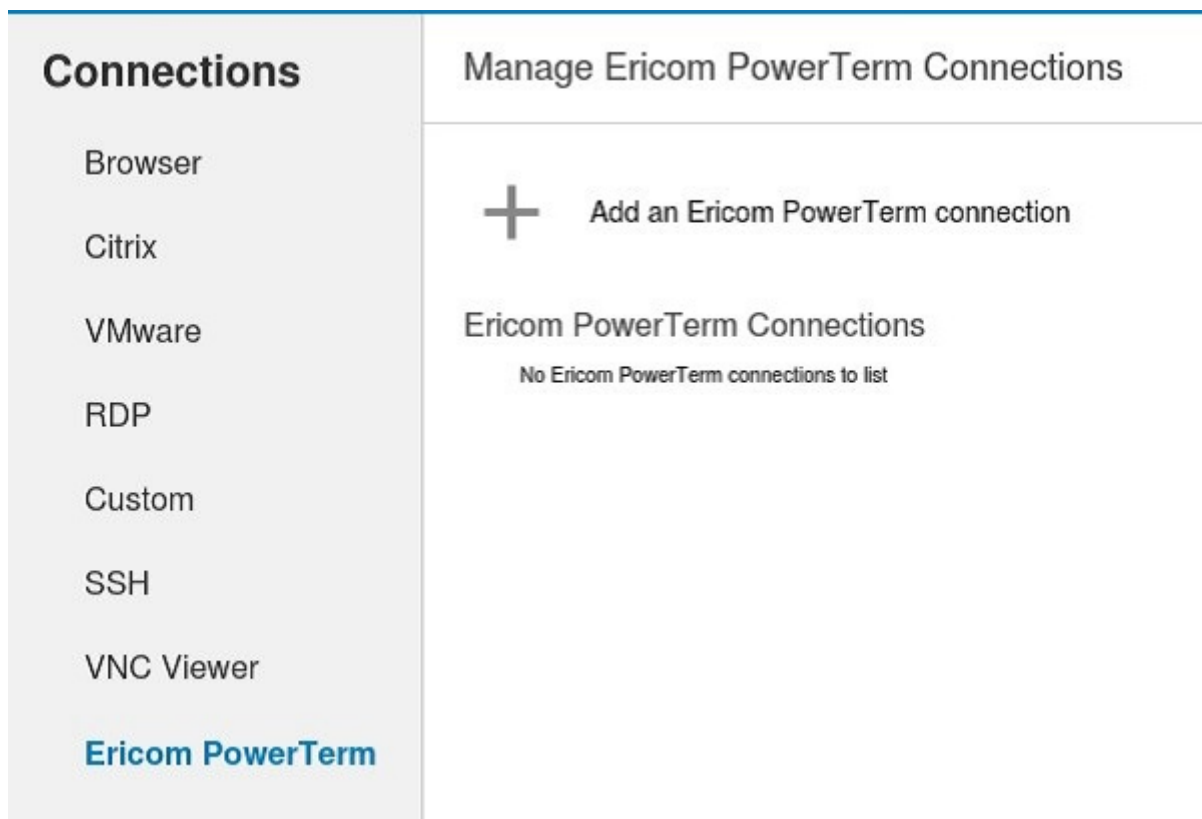 Connections
Browser
Citrix
VMware
RDP
Custom
SSH
VNC Viewer
Ericom PowerTerm
Manage Ericom PowerTerm Connections
Add an Ericom PowerTerm connection
Ericom PowerTerm Connections
No Ericom PowerTerm connections to list